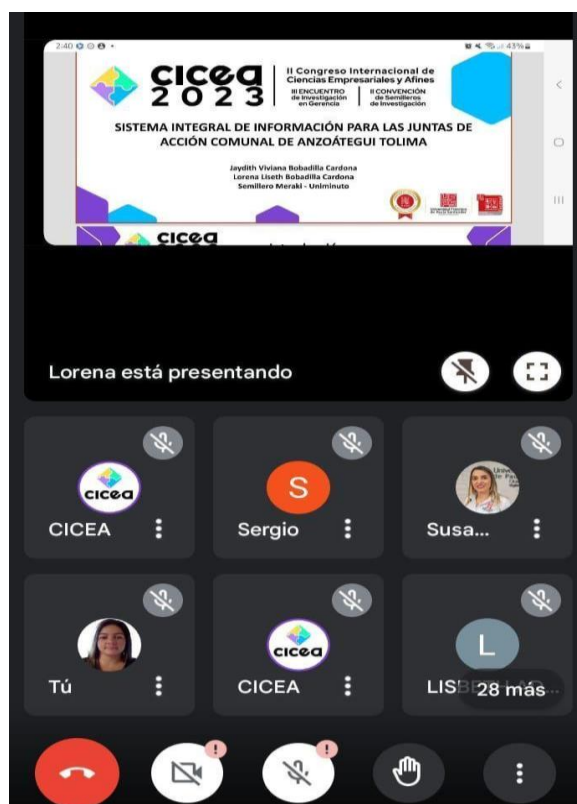 2:40
43%
cicea
2023
II Congreso Internacional de
Ciencias Empresariales y Afines
III ENCUENTRO
de Investigación
en Gerencia
II CONVENCIÓN
de Semilleros
de Investigación
SISTEMA INTEGRAL DE INFORMACIÓN PARA LAS JUNTAS DE
ACCIÓN COMUNAL DE ANZOÁTEGUI TOLIMA
Jaydith Viviana Bobadilla Cardona
Lorena Liseth Bobadilla Cardona
Semillero Meraki - Uniminuto
cicea
Lorena está presentando
cicea
CICEA
S
Sergio
Susa...
Tú
cicea
CICEA
L
28 más